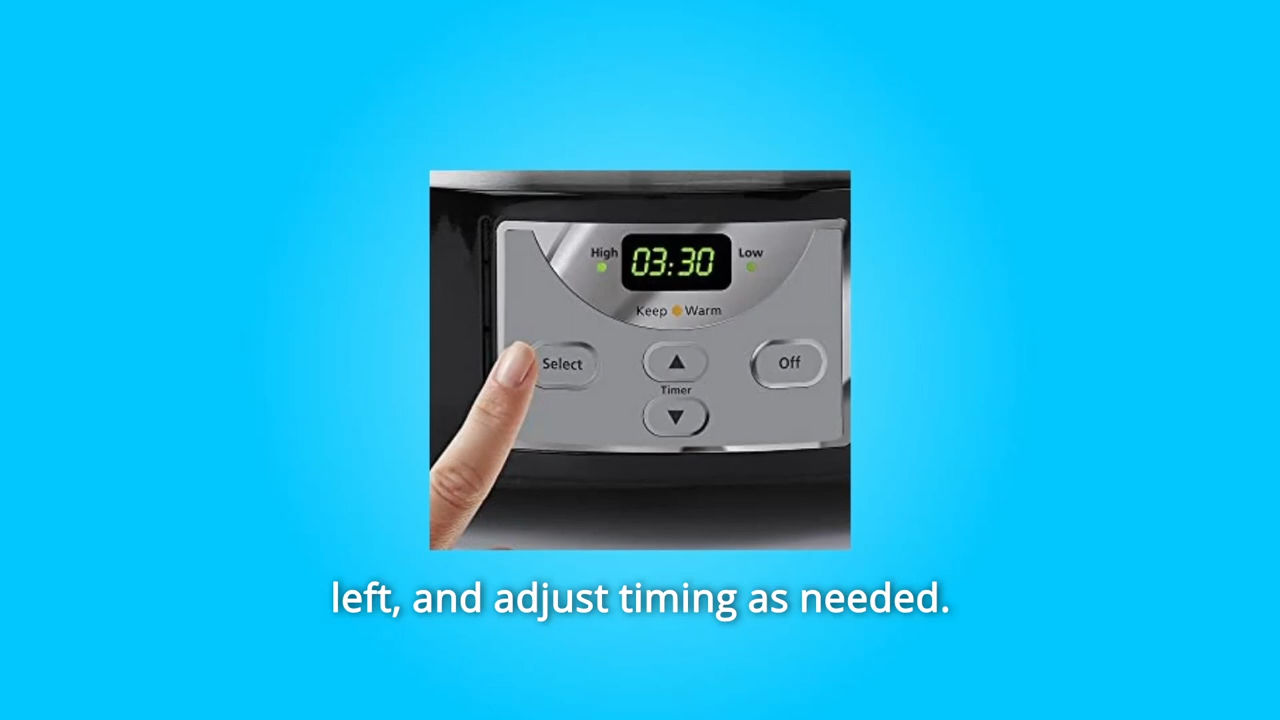 High 03:30 Low
Keep Warm
Select ▲ Off
Timer
▼
left, and adjust timing as needed.